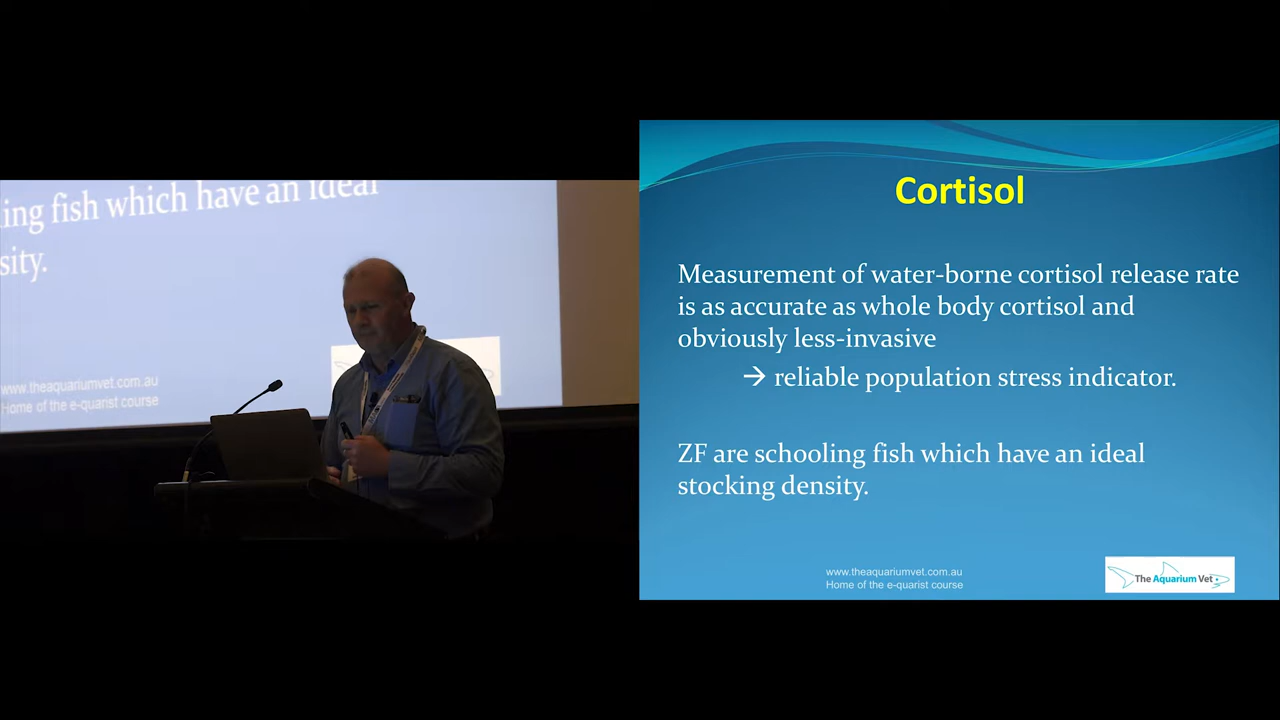 ing fish which have an ideal
sity.
www.theaquariumvet.com.au
Home of the e-quarist course
Cortisol
Measurement of water-borne cortisol release rate
is as accurate as whole body cortisol and
obviously less-invasive
→ reliable population stress indicator.
ZF are schooling fish which have an ideal
stocking density.
www.theaquariumvet.com.au
Home of the e-quarist course
The Aquarium Vet